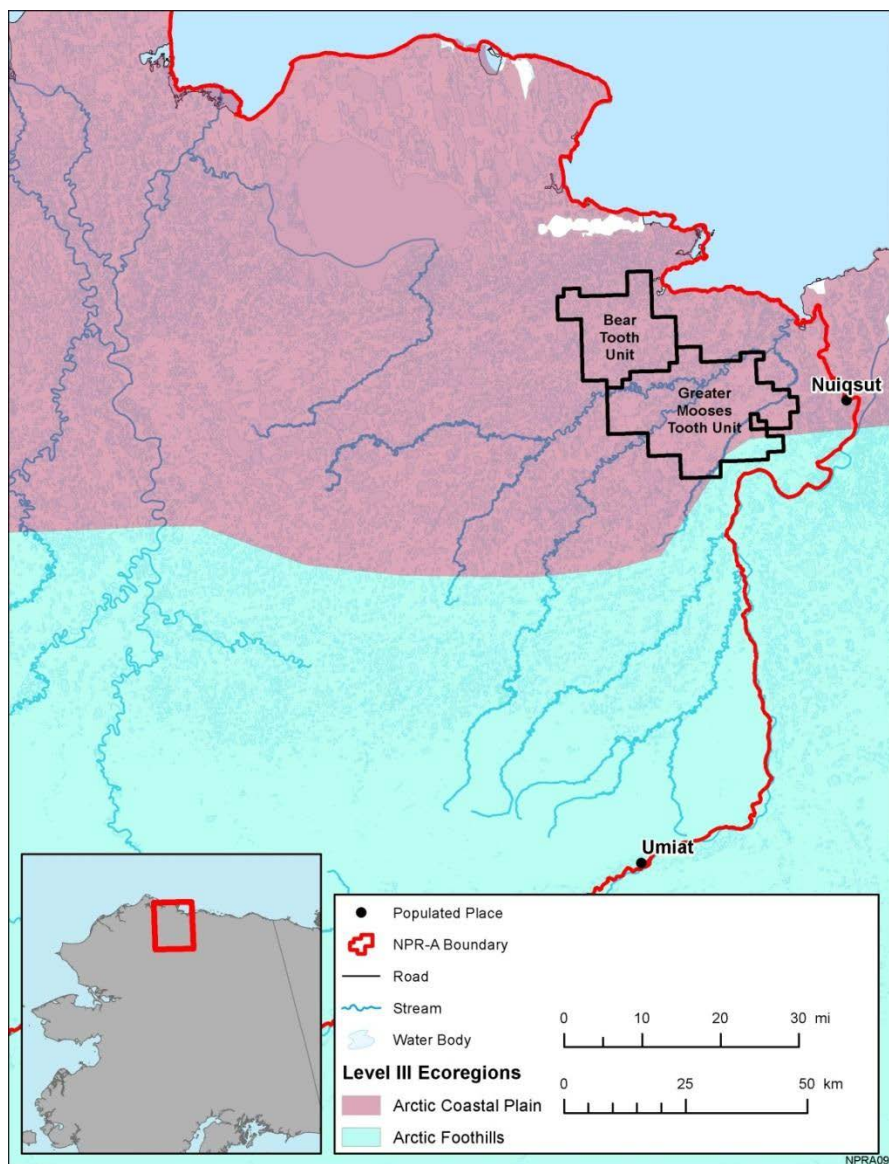 Bear
Tooth
Unit
Greater
Mooses
Tooth Unit
Nuiqsut
Umiat
Populated Place
NPR-A Boundary
Road
Stream
Water Body
Level III Ecoregions
Arctic Coastal Plain
Arctic Foothills
0 10 20 30 mi
0 25 50 km
NPRA09